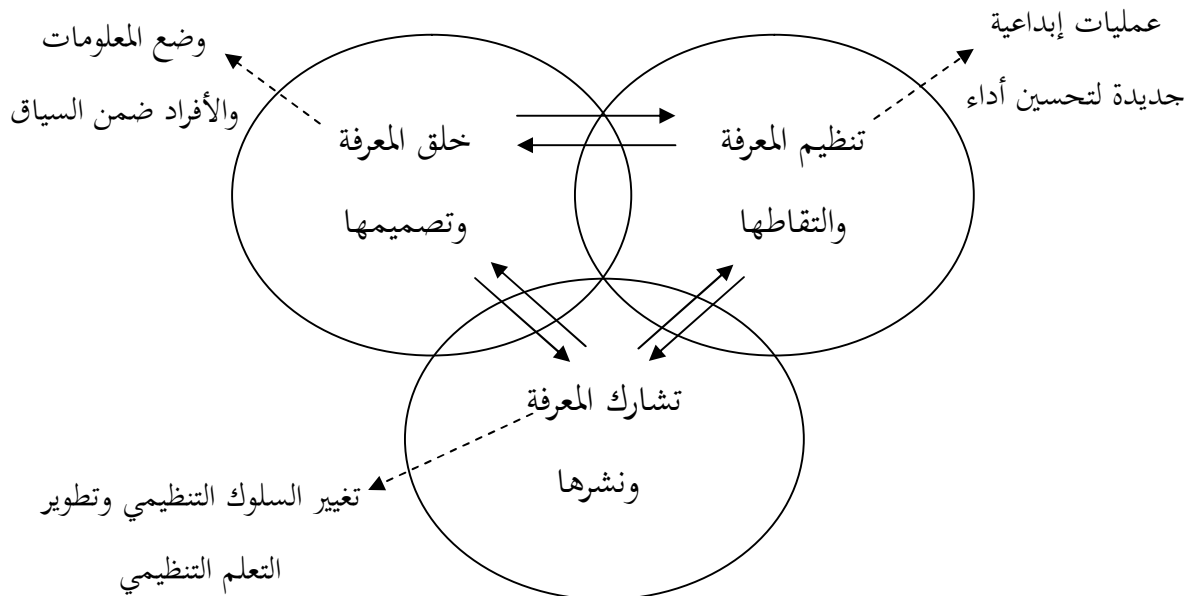 عمليات إبداعية
جديدة لتحسين أداء
وضع المعلومات
والأفراد ضمن السياق
تنظيم المعرفة
والتقاطها
خلق المعرفة
وتصميمها
تشارك المعرفة
ونشرها
تغيير السلوك التنظيمي وتطوير
التعلم التنظيمي